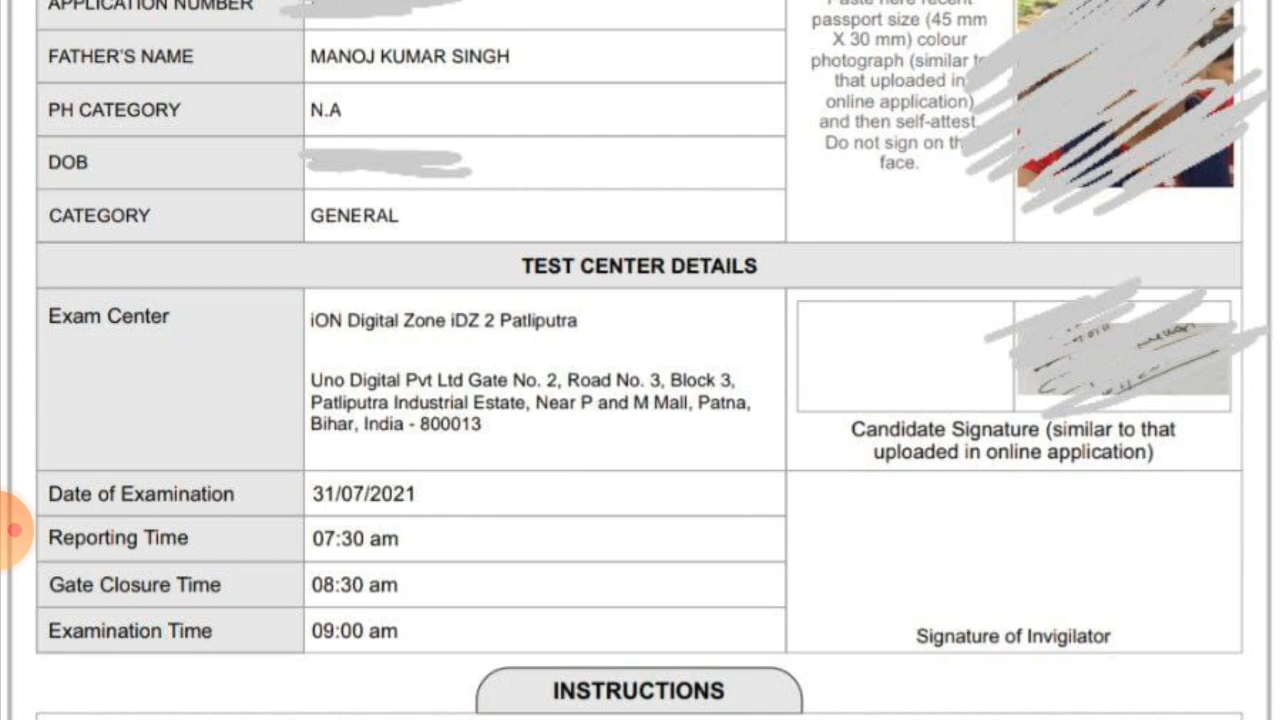 APPLICATION NUMBER
FATHER'S NAME
MANOJ KUMAR SINGH
PH CATEGORY
N.A
DOB
CATEGORY
GENERAL
Paste here recent
passport size (45 mm
X 30 mm) colour
photograph (similar to
that uploaded in
online application)
and then self-attest.
Do not sign on the
face.
TEST CENTER DETAILS
Exam Center
iON Digital Zone iDZ 2 Patliputra
Uno Digital Pvt Ltd Gate No. 2, Road No. 3, Block 3,
Patliputra Industrial Estate, Near P and M Mall, Patna,
Bihar, India - 800013
Candidate Signature (similar to that
uploaded in online application)
Date of Examination
31/07/2021
Reporting Time
07:30 am
Gate Closure Time
08:30 am
Examination Time
09:00 am
Signature of Invigilator
INSTRUCTIONS